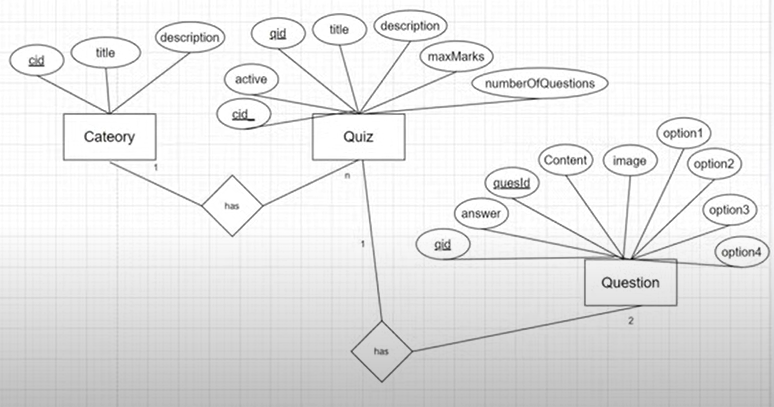 cid
title
description
Cateory
1
qid
title
description
maxMarks
numberOfQuestions
active
cid_
Quiz
n
has
1
has
2
option1
option2
option3
option4
Content
image
quesId
answer
qid
Question